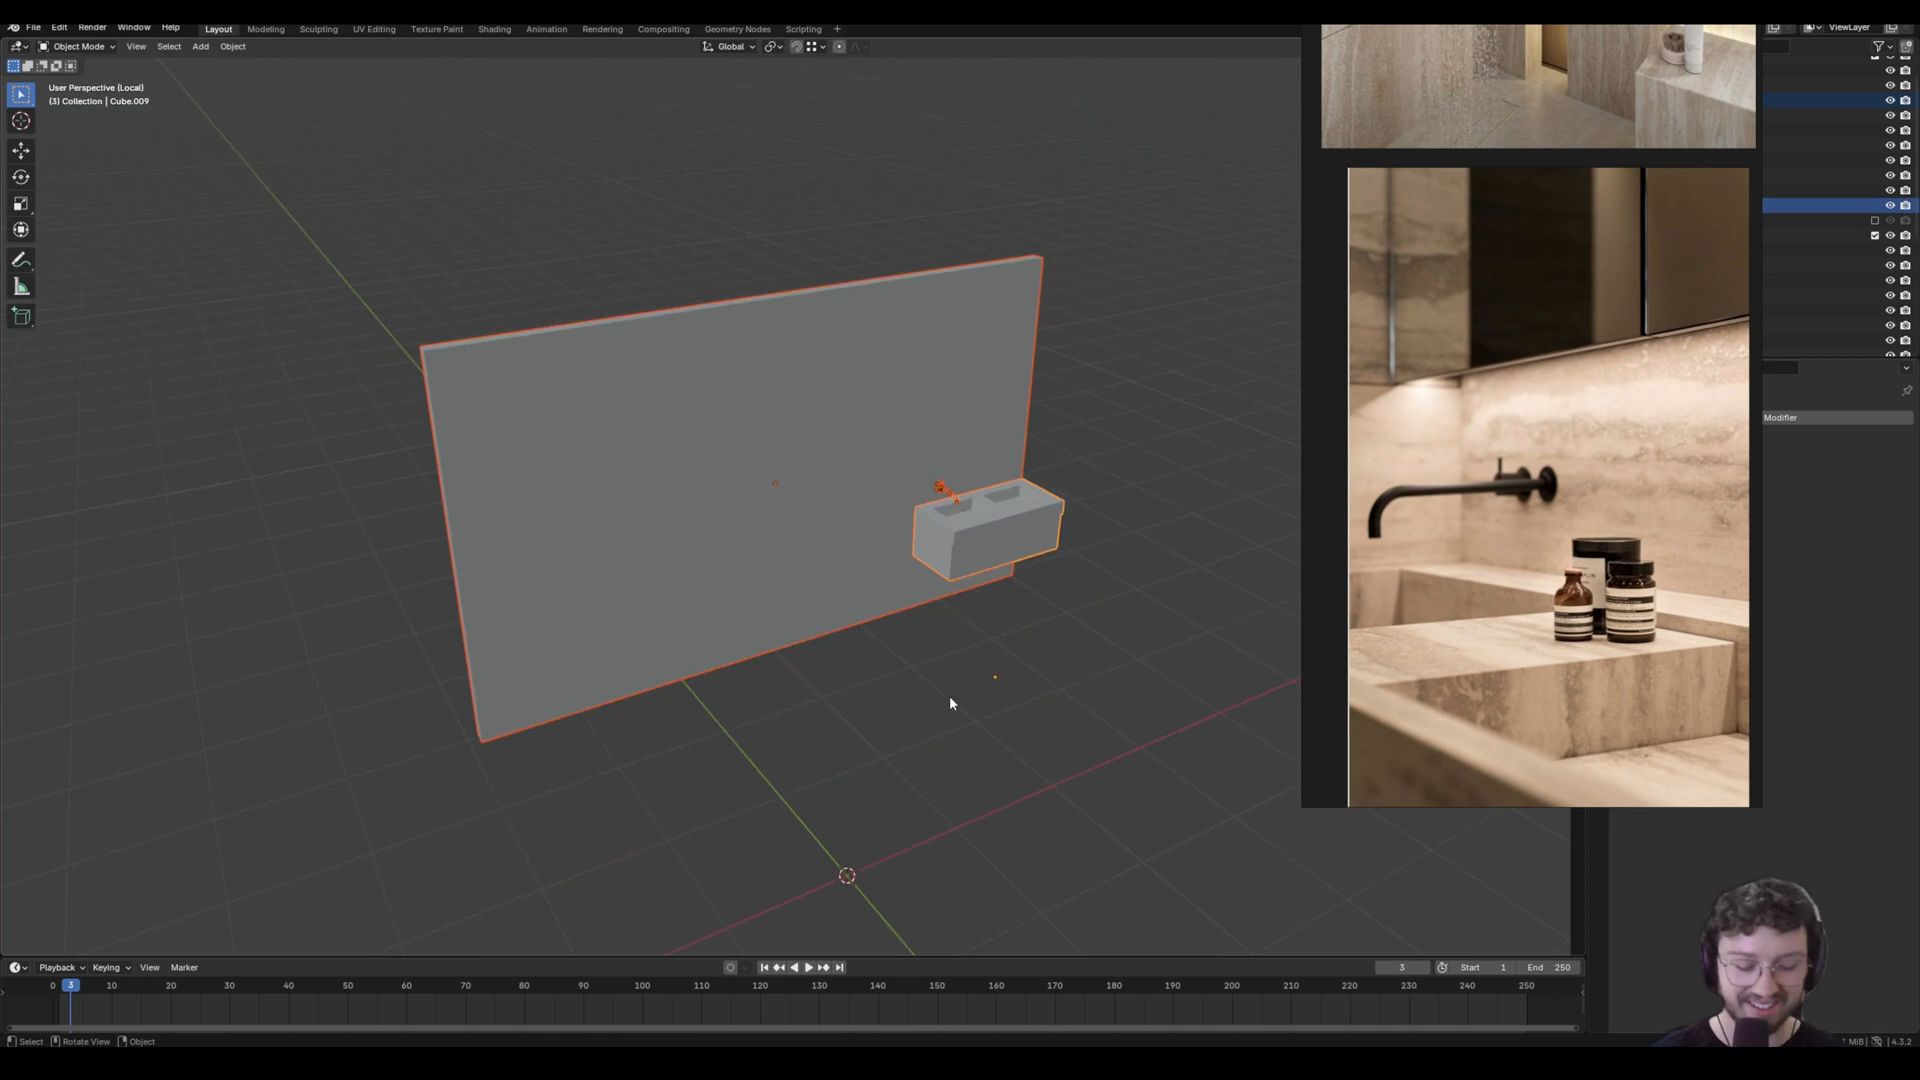 File Edit Render Window Help
Layout Modeling Sculpting UV Editing Texture Paint Shading Animation Rendering Compositing Geometry Nodes Scripting +
ViewLayer
Object Mode View Select Add Object
Global
User Perspective (Local)
(3) Collection | Cube.009
Modifier
Playback Keying View Marker
3
Start 1
End 250
0 3 10 20 30 40 50 60 70 80 90 100 110 120 130 140 150 160 170 180 190 200 210 220 230 240 250
Select Rotate View Object
1 MiB
4.3.2